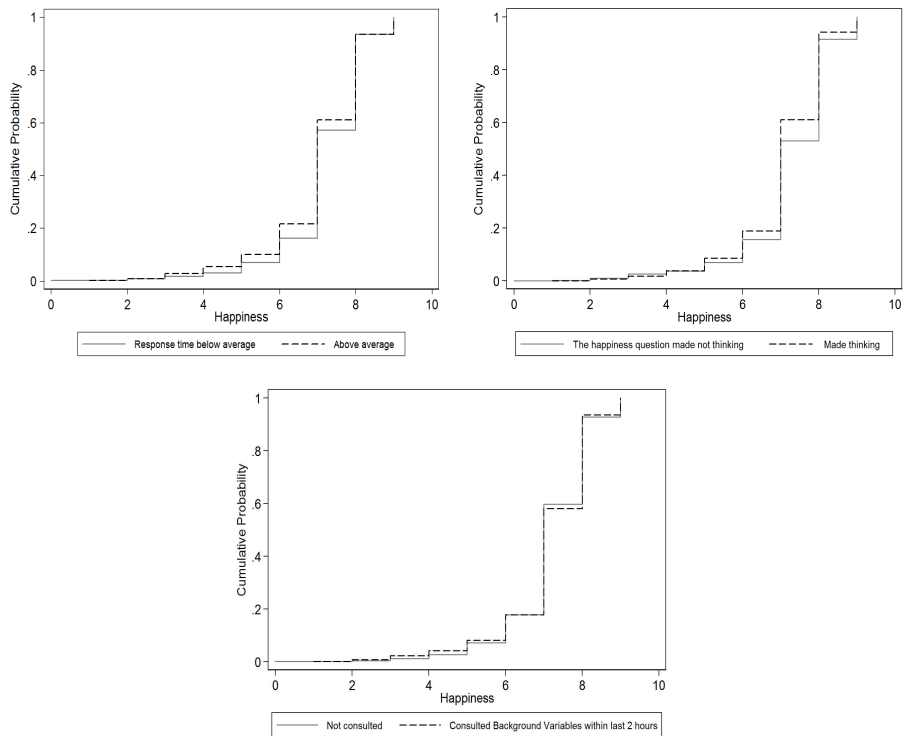 1
.8
.6
.4
.2
0
Cumulative Probability
0 2 4 6 8 10
Happiness
Response time below average Above average
1
.8
.6
.4
.2
0
Cumulative Probability
0 2 4 6 8 10
Happiness
The happiness question made not thinking Made thinking
1
.8
.6
.4
.2
0
Cumulative Probability
0 2 4 6 8 10
Happiness
Not consulted Consulted Background Variables within last 2 hours